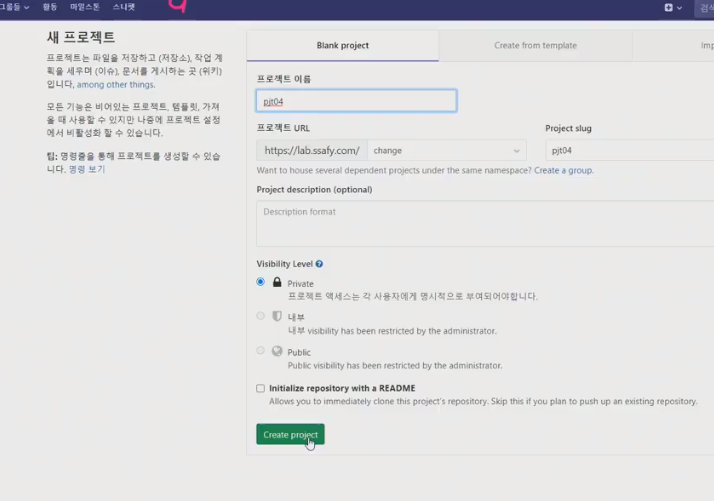 그룹들 활동 마일스톤 스니펫
새 프로젝트
프로젝트는 파일을 저장하고 (저장소), 작업 계
획을 세우며 (이슈), 문서를 게시하는 곳 (위키)
입니다, among other things.
모든 기능은 비어있는 프로젝트, 템플릿, 가져
올 때 사용할 수 있지만 나중에 프로젝트 설정
에서 비활성화 할 수 있습니다.
팁: 명령줄을 통해 프로젝트를 생성할 수 있습
니다. 명령 보기
Blank project
Create from template
프로젝트 이름
pjt04
프로젝트 URL
Project slug
https://lab.ssafy.com/
change
pjt04
Want to house several dependent projects under the same namespace? Create a group.
Project description (optional)
Description format
Visibility Level
Private
프로젝트 액세스는 각 사용자에게 명시적으로 부여되어야합니다.
내부
내부 visibility has been restricted by the administrator.
Public
Public visibility has been restricted by the administrator.
Initialize repository with a README
Allows you to immediately clone this project's repository. Skip this if you plan to push up an existing repository.
Create project